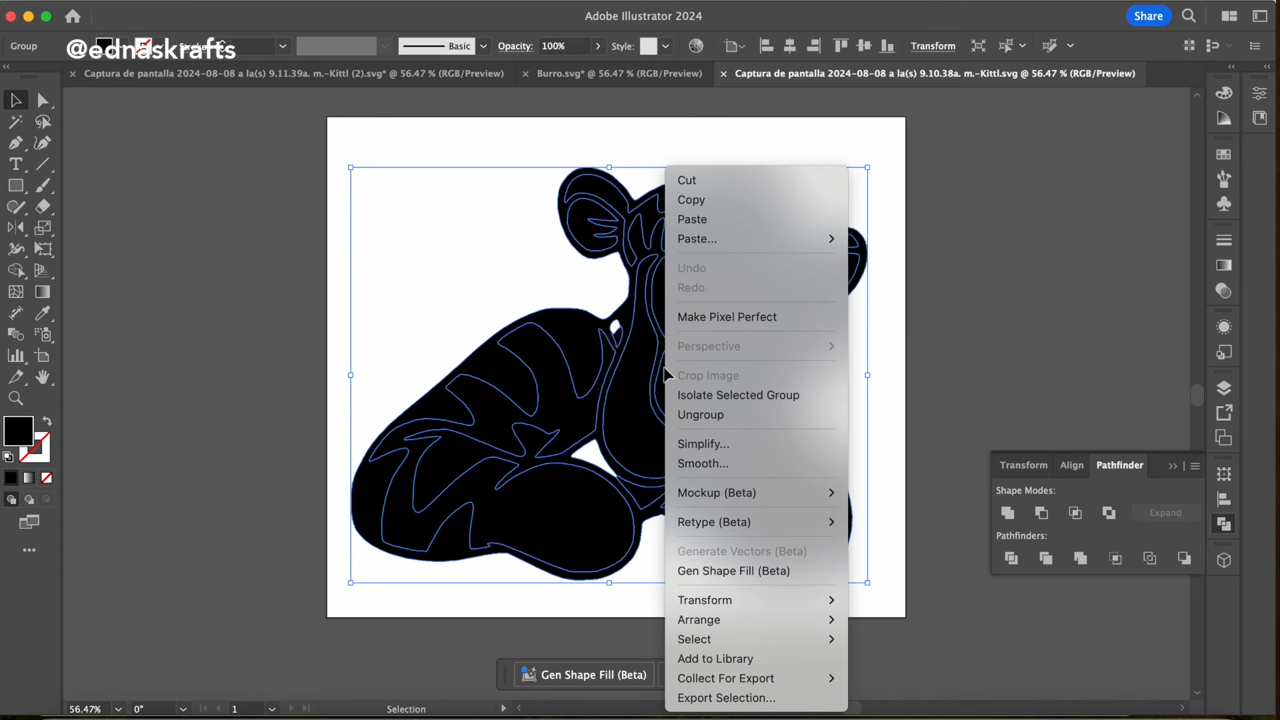 Adobe Illustrator 2024
Share
Group
@ednaskrafts
Basic
Opacity:
100%
Style:
Transform
Captura de pantalla 2024-08-08 a la(s) 9.11.39a. m.-Kittl (2).svg* @ 56.47 % (RGB/Preview)
Burro.svg* @ 56.47 % (RGB/Preview)
Captura de pantalla 2024-08-08 a la(s) 9.10.38a. m.-Kittl.svg @ 56.47 % (RGB/Preview)
Cut
Copy
Paste
Paste...
Undo
Redo
Make Pixel Perfect
Perspective
Crop Image
Isolate Selected Group
Ungroup
Simplify...
Smooth...
Mockup (Beta)
Retype (Beta)
Generate Vectors (Beta)
Gen Shape Fill (Beta)
Transform
Arrange
Select
Add to Library
Collect For Export
Export Selection...
Transform
Align
Pathfinder
Shape Modes:
Expand
Pathfinders:
Gen Shape Fill (Beta)
56.47%
0°
1
Selection